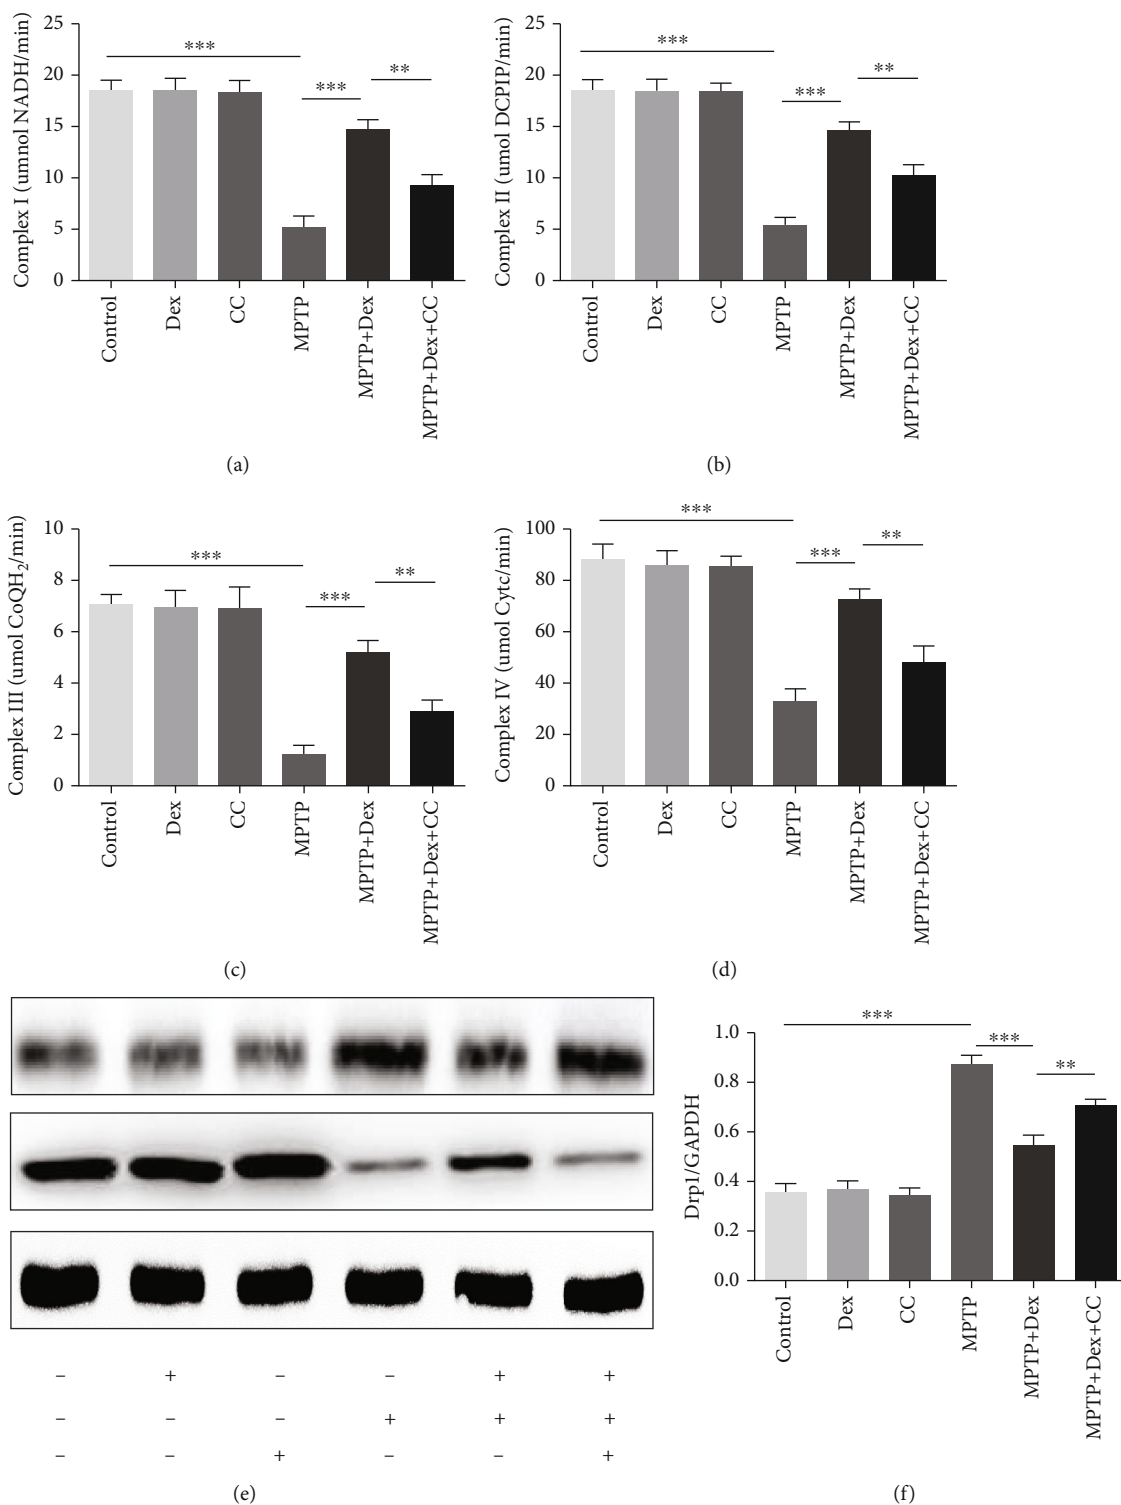 Complex I (umnol NADH/min)
25
20
15
10
5
0
***
***
**
Control
Dex
CC
MPTP
MPTP+Dex
MPTP+Dex+CC
(a)
Complex II (umol DCPIP/min)
25
20
15
10
5
0
***
***
**
Control
Dex
CC
MPTP
MPTP+Dex
MPTP+Dex+CC
(b)
Complex III (umol CoQH₂/min)
10
8
6
4
2
0
***
***
**
Control
Dex
CC
MPTP
MPTP+Dex
MPTP+Dex+CC
(c)
Complex IV (umol Cytc/min)
100
80
60
40
20
0
***
***
**
Control
Dex
CC
MPTP
MPTP+Dex
MPTP+Dex+CC
(d)
– + – – + +
– – – + + +
– – + – – +
(e)
Drp1/GAPDH
1.0
0.8
0.6
0.4
0.2
0.0
***
***
**
Control
Dex
CC
MPTP
MPTP+Dex
MPTP+Dex+CC
(f)